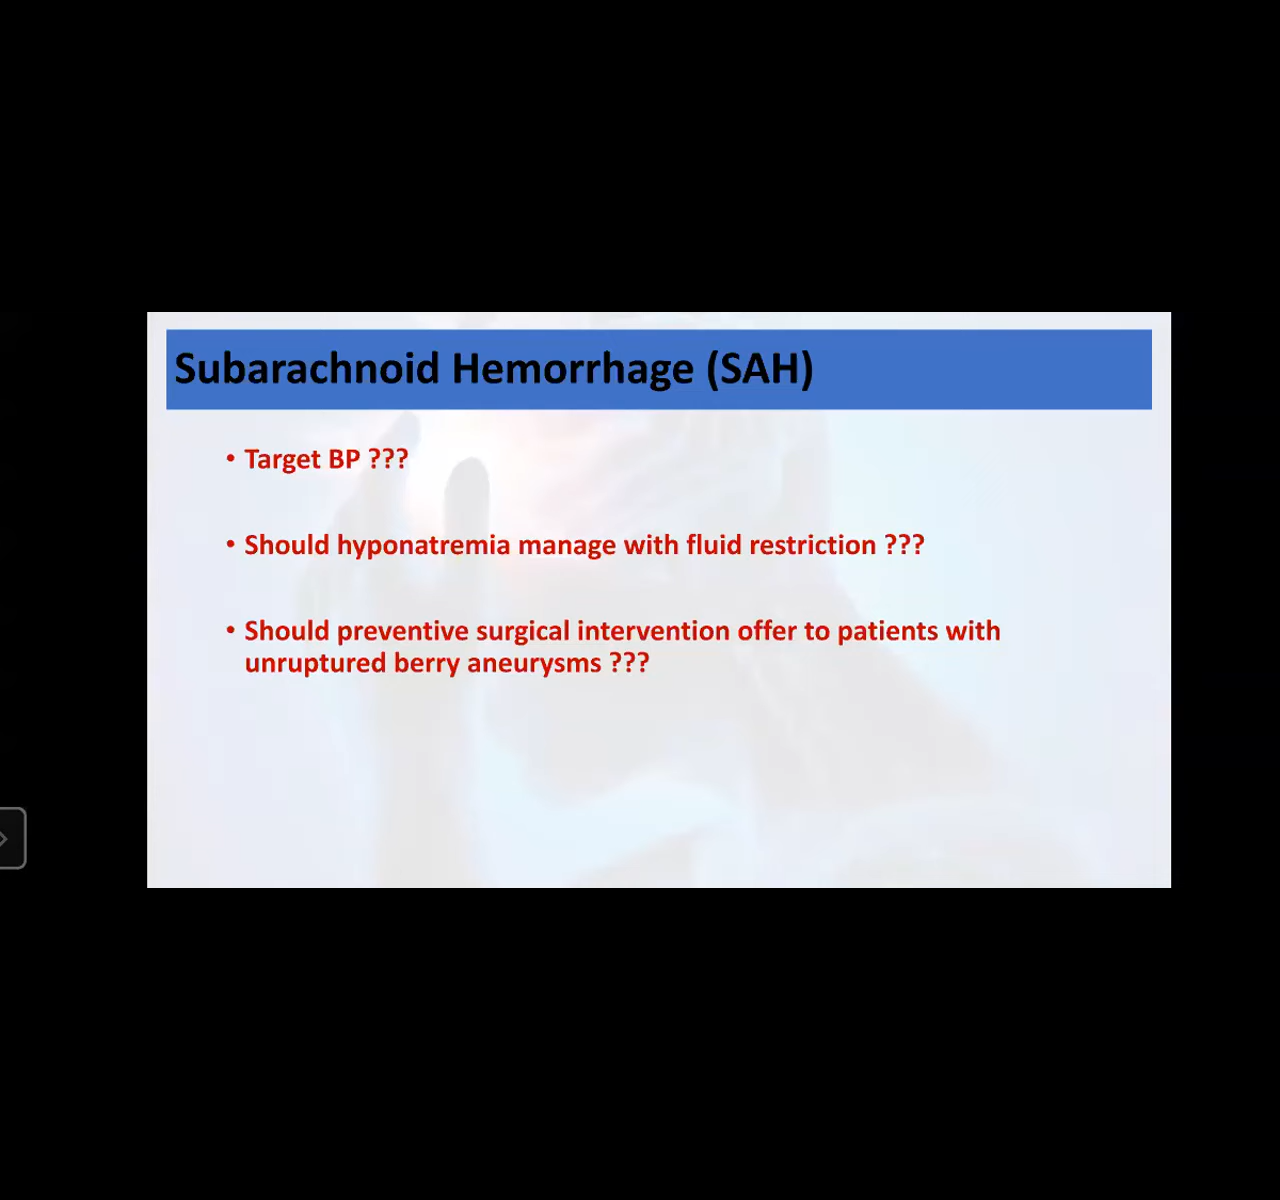 Subarachnoid Hemorrhage (SAH)
• Target BP ???
• Should hyponatremia manage with fluid restriction ???
• Should preventive surgical intervention offer to patients with
unruptured berry aneurysms ???